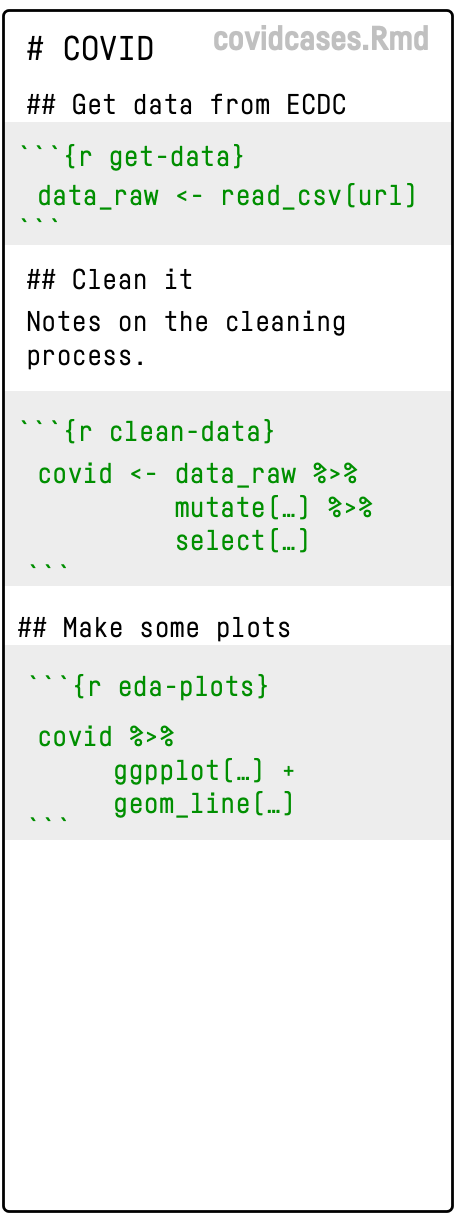 # COVID covidcases.Rmd
## Get data from ECDC
```{r get-data}
data_raw <- read_csv(url)
```
## Clean it
Notes on the cleaning
process.
```{r clean-data}
covid <- data_raw %>%
mutate(…) %>%
select(…)
```
## Make some plots
```{r eda-plots}
covid %>%
ggpplot(…) +
geom_line(…)
```